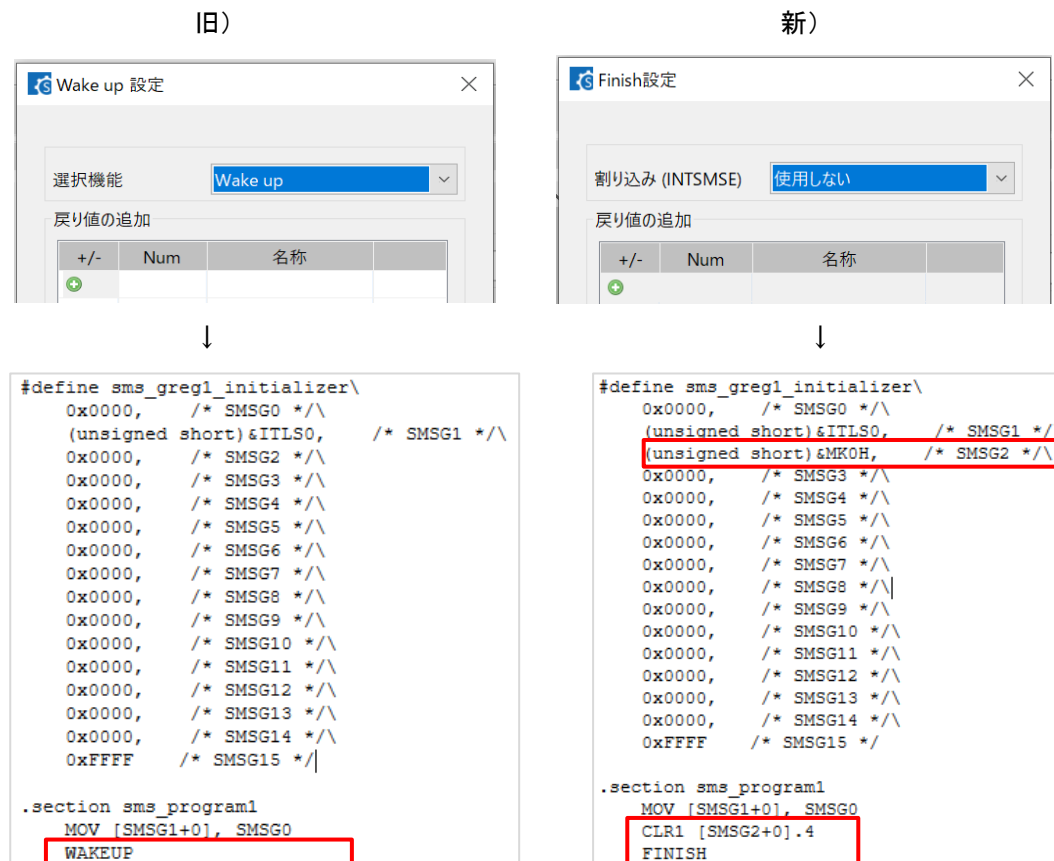 旧）
Wake up 設定
選択機能
Wake up
戻り値の追加
+/- Num 名称
↓
#define sms_greg1_initializer\
0x0000, /* SMSG0 */\
(unsigned short)&ITLS0, /* SMSG1 */\
0x0000, /* SMSG2 */\
0x0000, /* SMSG3 */\
0x0000, /* SMSG4 */\
0x0000, /* SMSG5 */\
0x0000, /* SMSG6 */\
0x0000, /* SMSG7 */\
0x0000, /* SMSG8 */\
0x0000, /* SMSG9 */\
0x0000, /* SMSG10 */\
0x0000, /* SMSG11 */\
0x0000, /* SMSG12 */\
0x0000, /* SMSG13 */\
0x0000, /* SMSG14 */\
0xFFFF /* SMSG15 */
.section sms_program1
MOV [SMSG1+0], SMSG0
WAKEUP
新）
Finish設定
割り込み (INTSMSE)
使用しない
戻り値の追加
+/- Num 名称
↓
#define sms_greg1_initializer\
0x0000, /* SMSG0 */\
(unsigned short)&ITLS0, /* SMSG1 */
(unsigned short)&MK0H, /* SMSG2 */\
0x0000, /* SMSG3 */\
0x0000, /* SMSG4 */\
0x0000, /* SMSG5 */\
0x0000, /* SMSG6 */\
0x0000, /* SMSG7 */\
0x0000, /* SMSG8 */\
0x0000, /* SMSG9 */\
0x0000, /* SMSG10 */\
0x0000, /* SMSG11 */\
0x0000, /* SMSG12 */\
0x0000, /* SMSG13 */\
0x0000, /* SMSG14 */\
0xFFFF /* SMSG15 */
.section sms_program1
MOV [SMSG1+0], SMSG0
CLR1 [SMSG2+0].4
FINISH